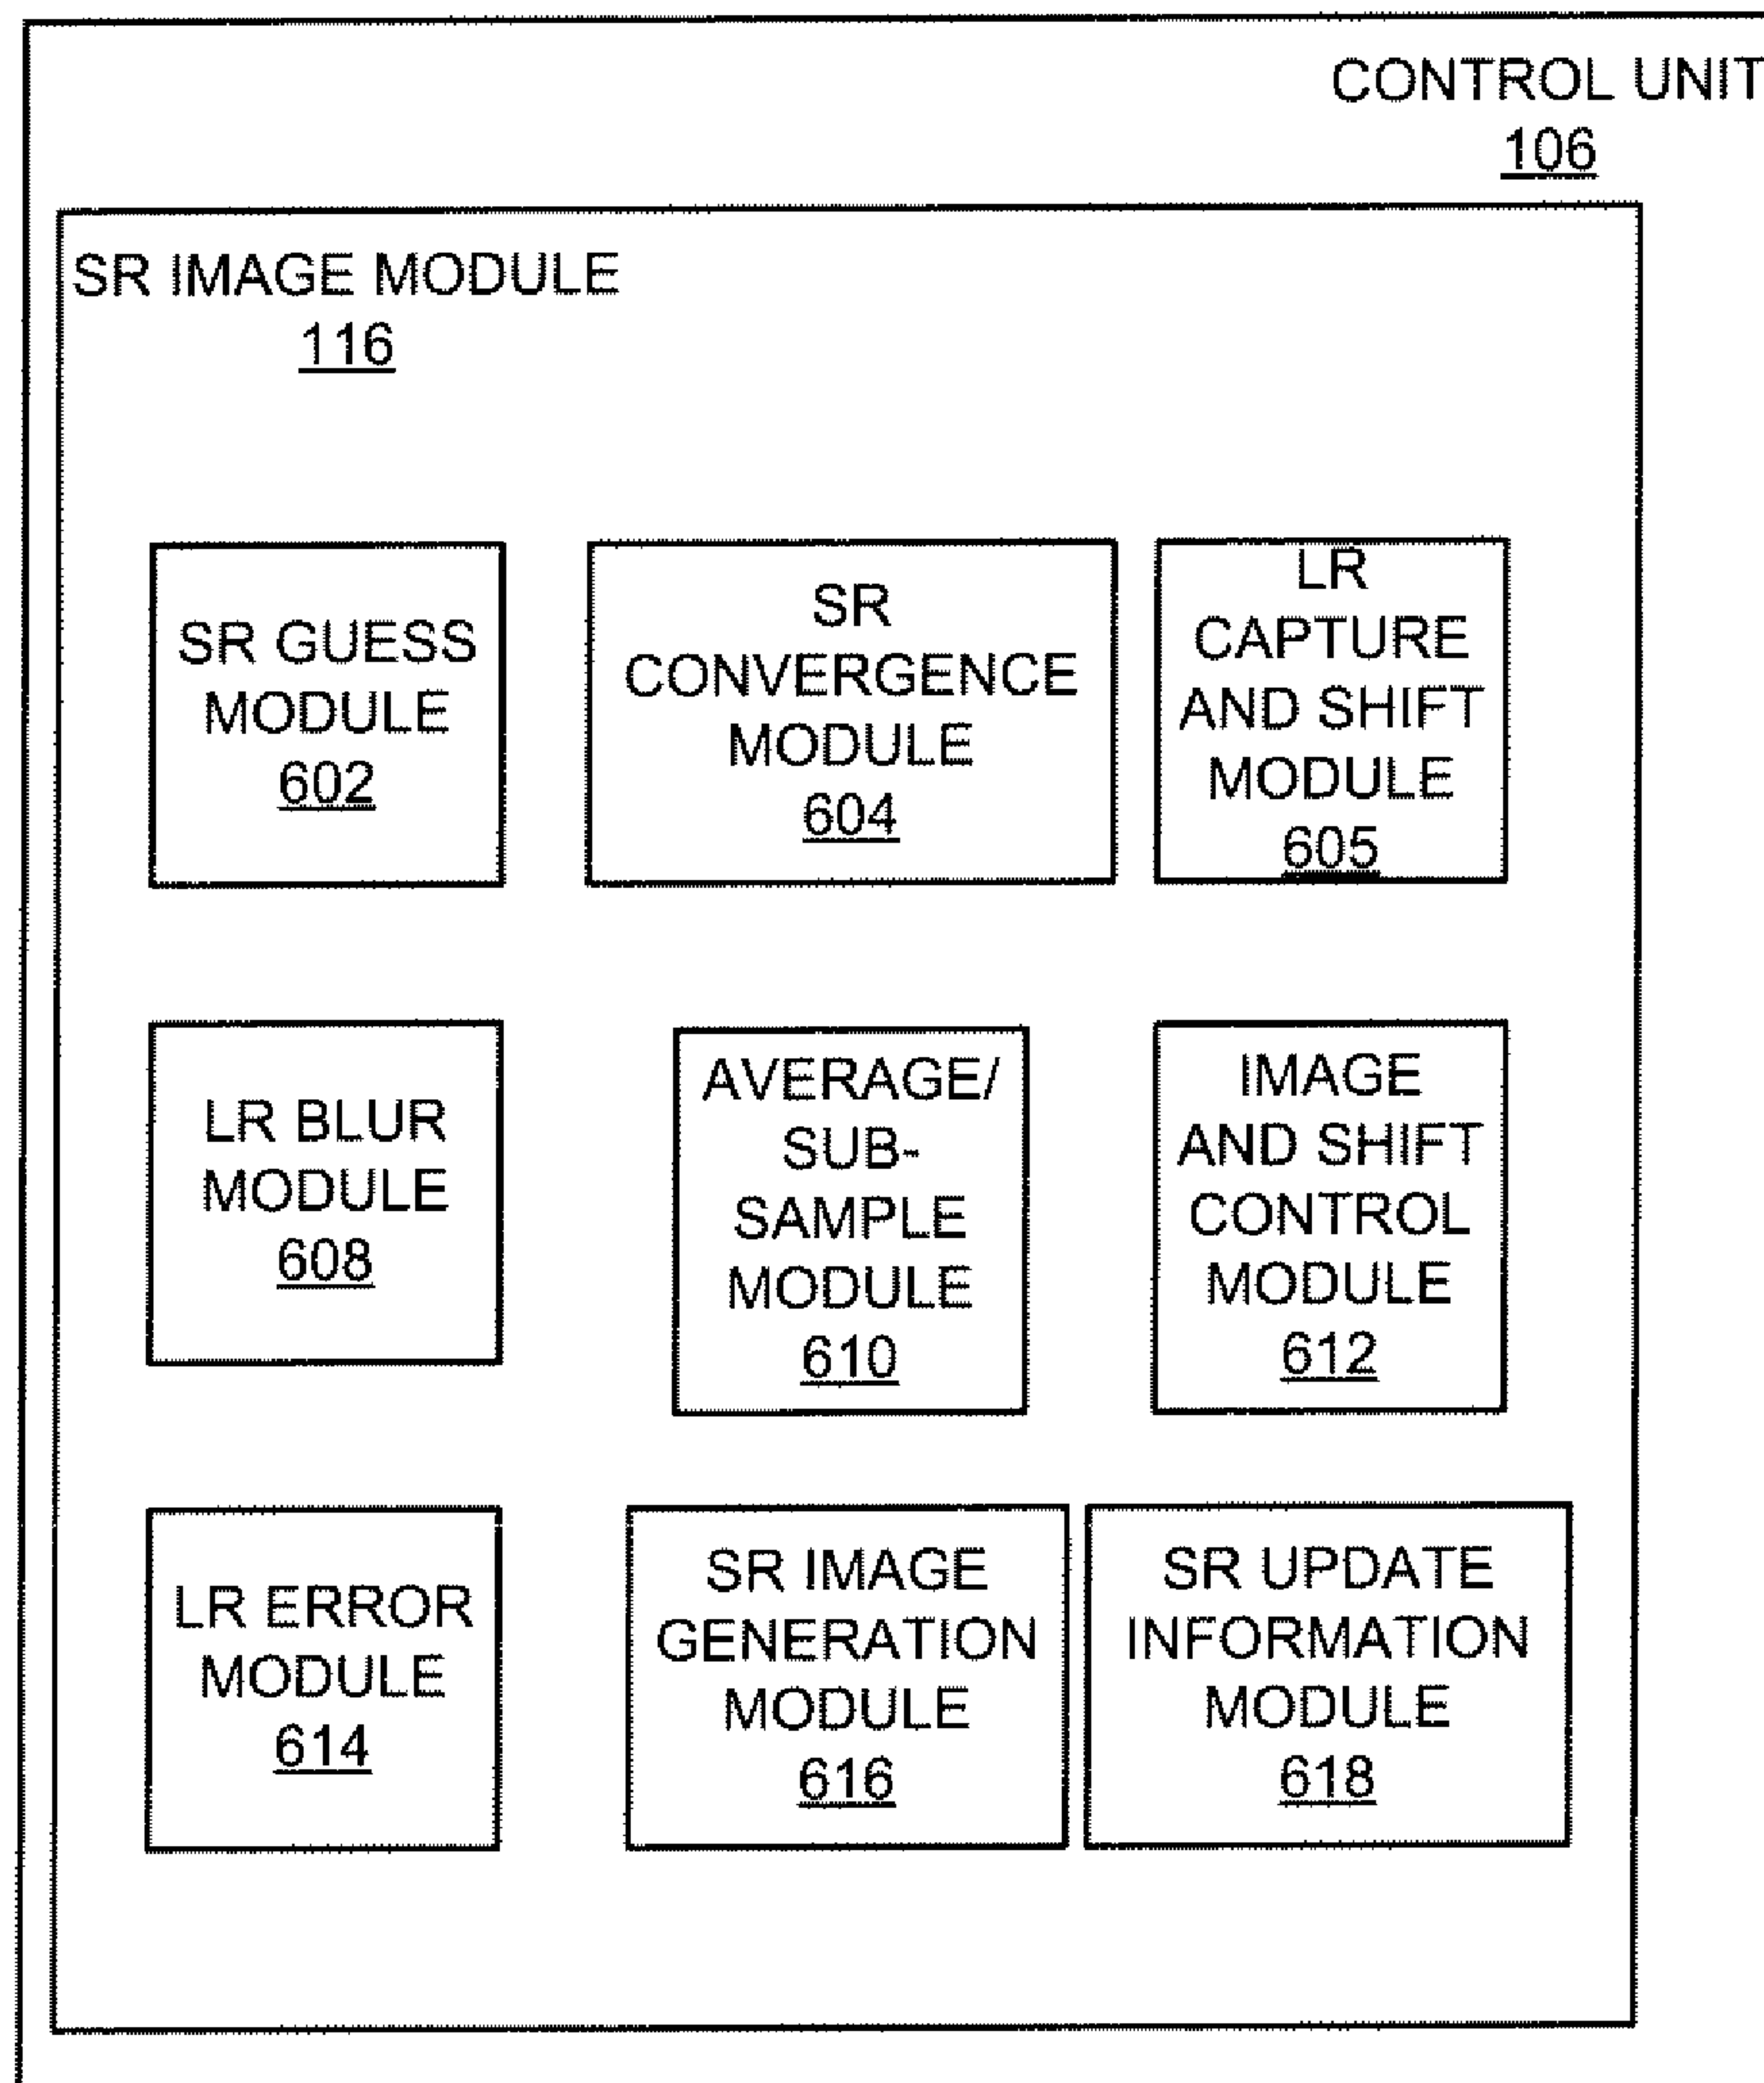 CONTROL UNIT
106
SR IMAGE MODULE
116
SR GUESS
MODULE
602
SR
CONVERGENCE
MODULE
604
LR
CAPTURE
AND SHIFT
MODULE
605
LR BLUR
MODULE
608
AVERAGE/
SUB-
SAMPLE
MODULE
610
IMAGE
AND SHIFT
CONTROL
MODULE
612
LR ERROR
MODULE
614
SR IMAGE
GENERATION
MODULE
616
SR UPDATE
INFORMATION
MODULE
618